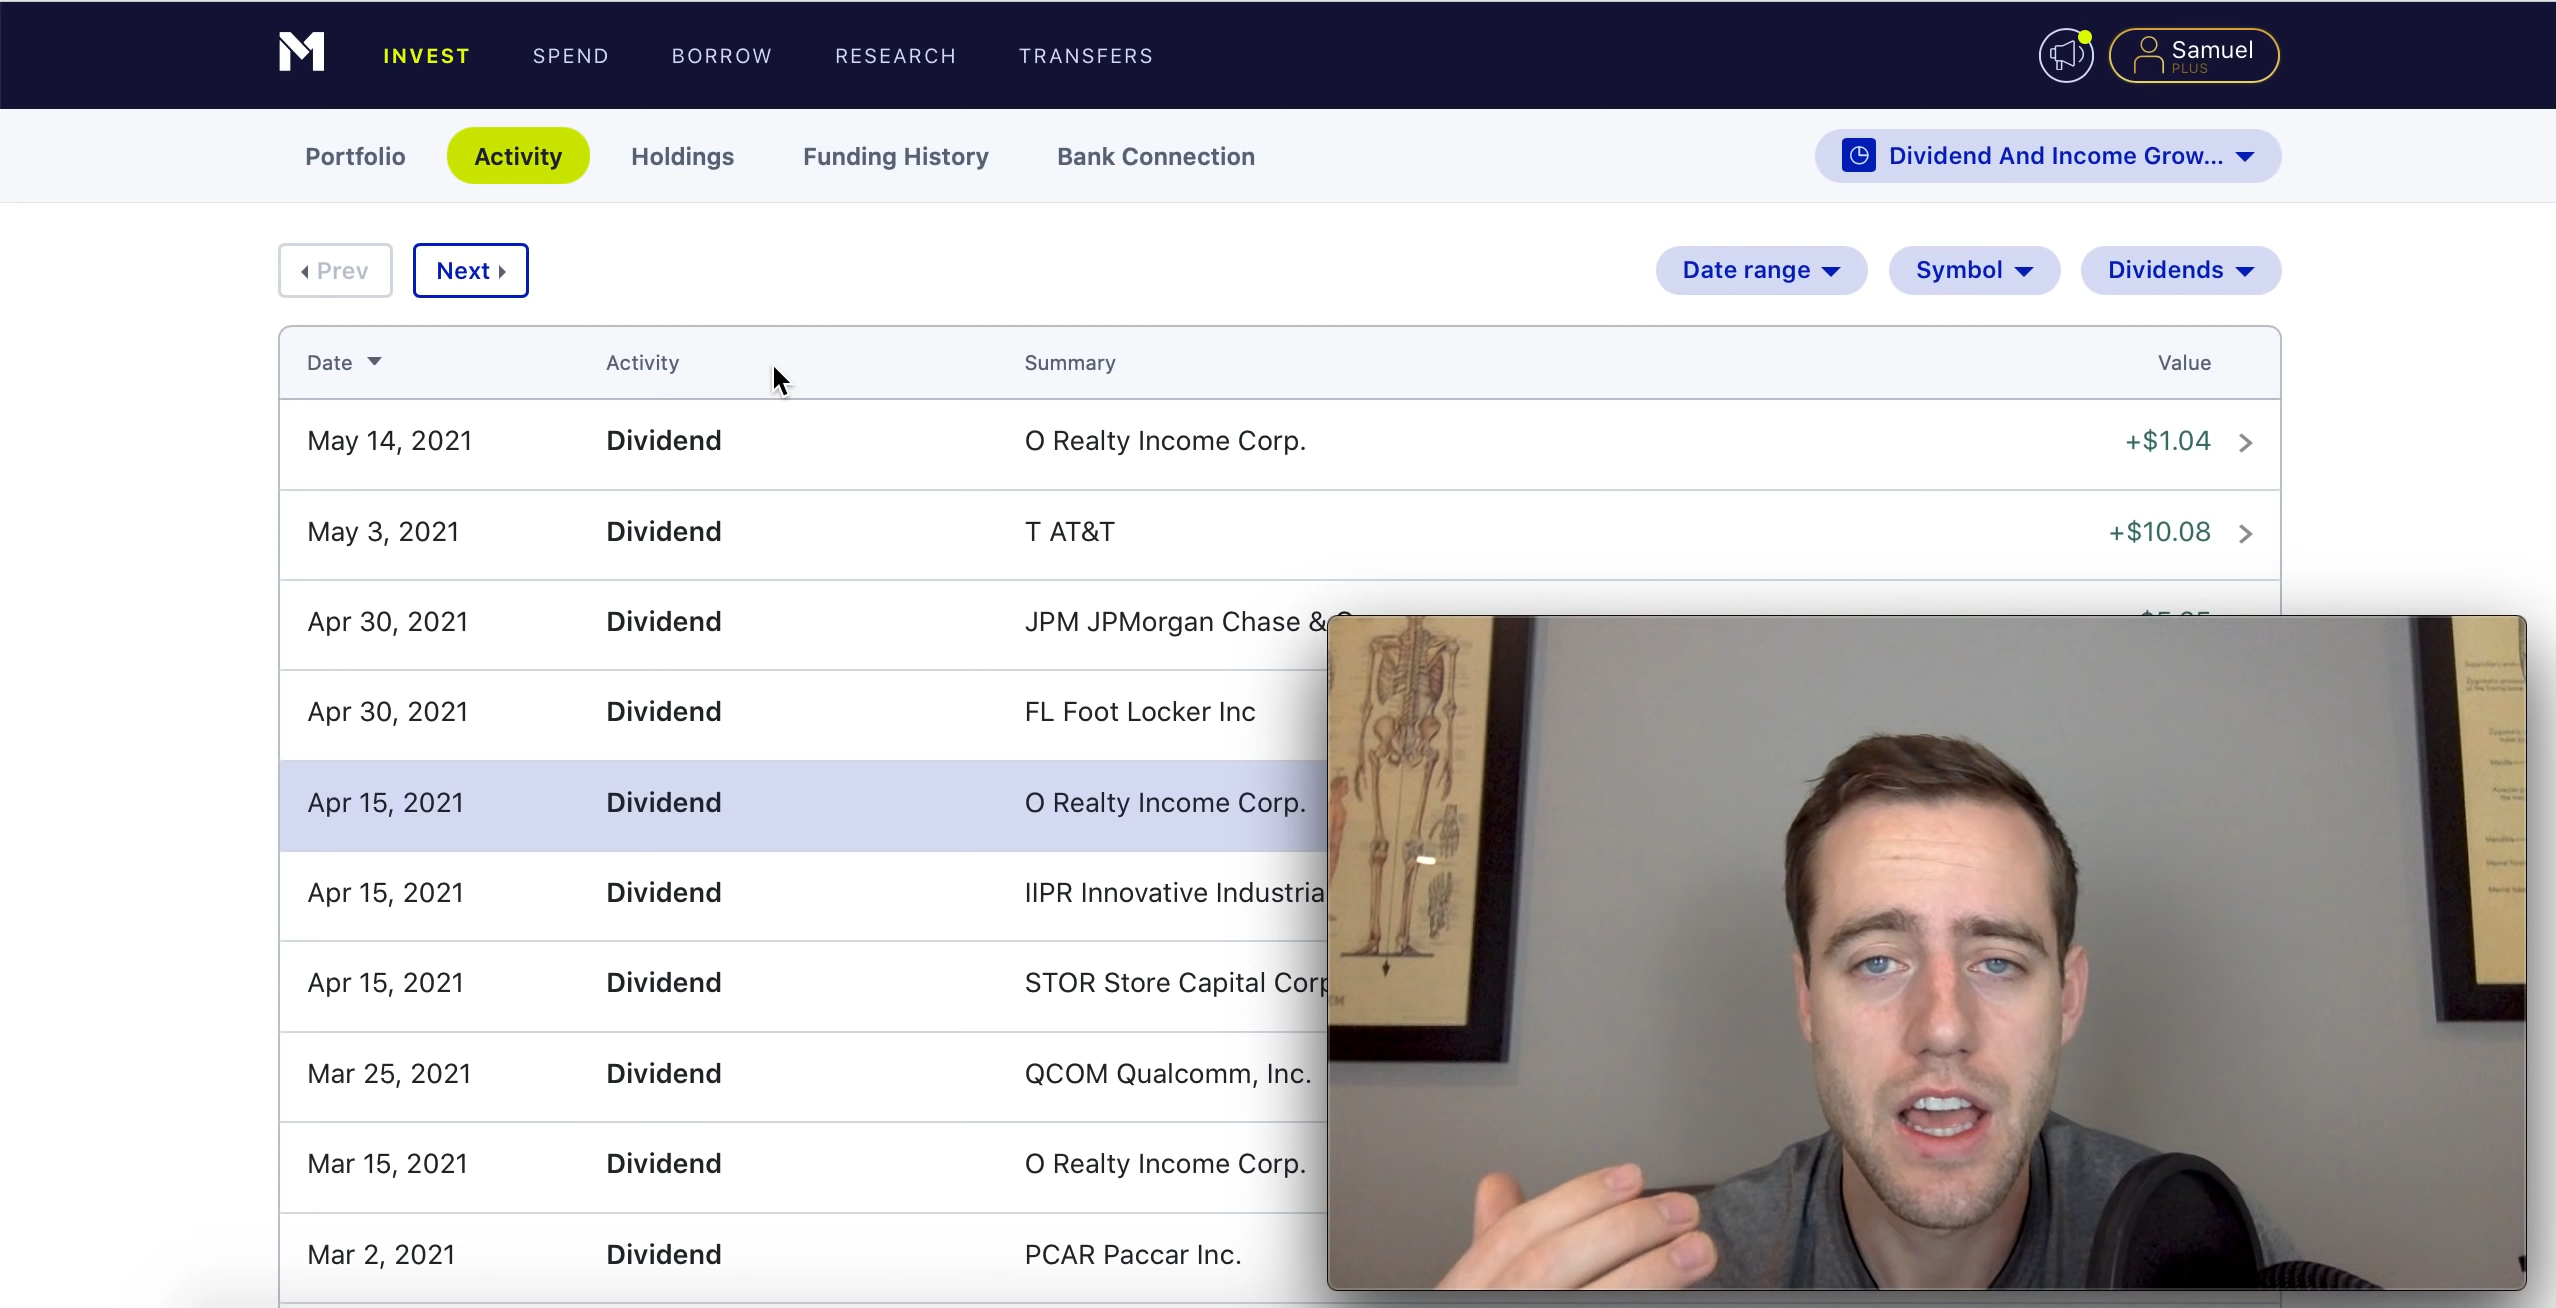 M INVEST SPEND BORROW RESEARCH TRANSFERS Samuel
PLUS
Portfolio Activity Holdings Funding History Bank Connection Dividend And Income Grow...
Prev Next Date range Symbol Dividends
Date Activity Summary Value
May 14, 2021 Dividend O Realty Income Corp. +$1.04
May 3, 2021 Dividend T AT&T +$10.08
Apr 30, 2021 Dividend JPM JPMorgan Chase &
Apr 30, 2021 Dividend FL Foot Locker Inc
Apr 15, 2021 Dividend O Realty Income Corp.
Apr 15, 2021 Dividend IIPR Innovative Industria
Apr 15, 2021 Dividend STOR Store Capital Corp
Mar 25, 2021 Dividend QCOM Qualcomm, Inc.
Mar 15, 2021 Dividend O Realty Income Corp.
Mar 2, 2021 Dividend PCAR Paccar Inc.